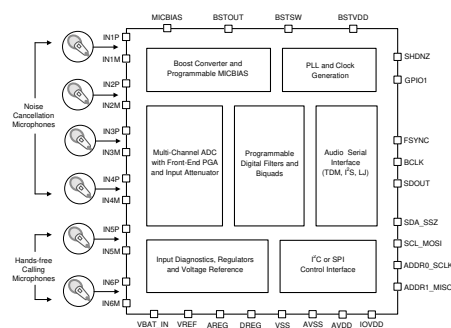 MICBIAS
BSTOUT
BSTSW
BSTVDD
IN1P
IN1M
IN2P
IN2M
IN3P
IN3M
IN4P
IN4M
IN5P
IN5M
IN6P
IN6M
Noise
Cancellation
Microphones
Hands-free
Calling
Microphones
Boost Converter and
Programmable MICBIAS
PLL and Clock
Generation
Multi-Channel ADC
with Front-End PGA
and Input Attenuator
Programmable
Digital Filters and
Biquads
Audio Serial
Interface
(TDM, I²S, LJ)
Input Diagnostics, Regulators
and Voltage Reference
I²C or SPI
Control Interface
SHDNZ
GPIO1
FSYNC
BCLK
SDOUT
SDA_SSZ
SCL_MOSI
ADDR0_SCLK
ADDR1_MISO
VBAT_IN
VREF
AREG
DREG
VSS
AVSS
AVDD
IOVDD